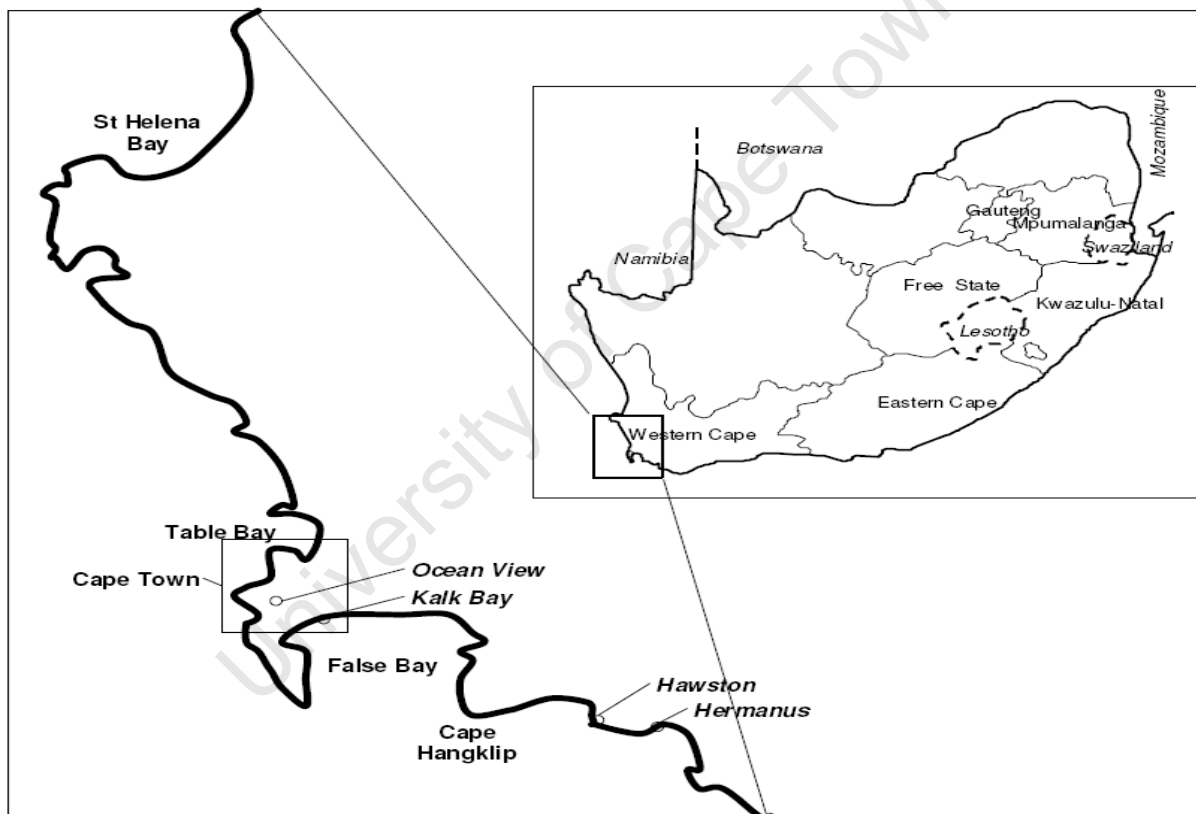 University of Cape Town
St Helena
Bay
Table Bay
Cape Town
Ocean View
Kalk Bay
False Bay
Hawston
Hermanus
Cape
Hangklip
Botswana
Mozambique
Namibia
Gauteng
Mpumalanga
Swaziland
Free State
Kwazulu-Natal
Lesotho
Eastern Cape
Western Cape